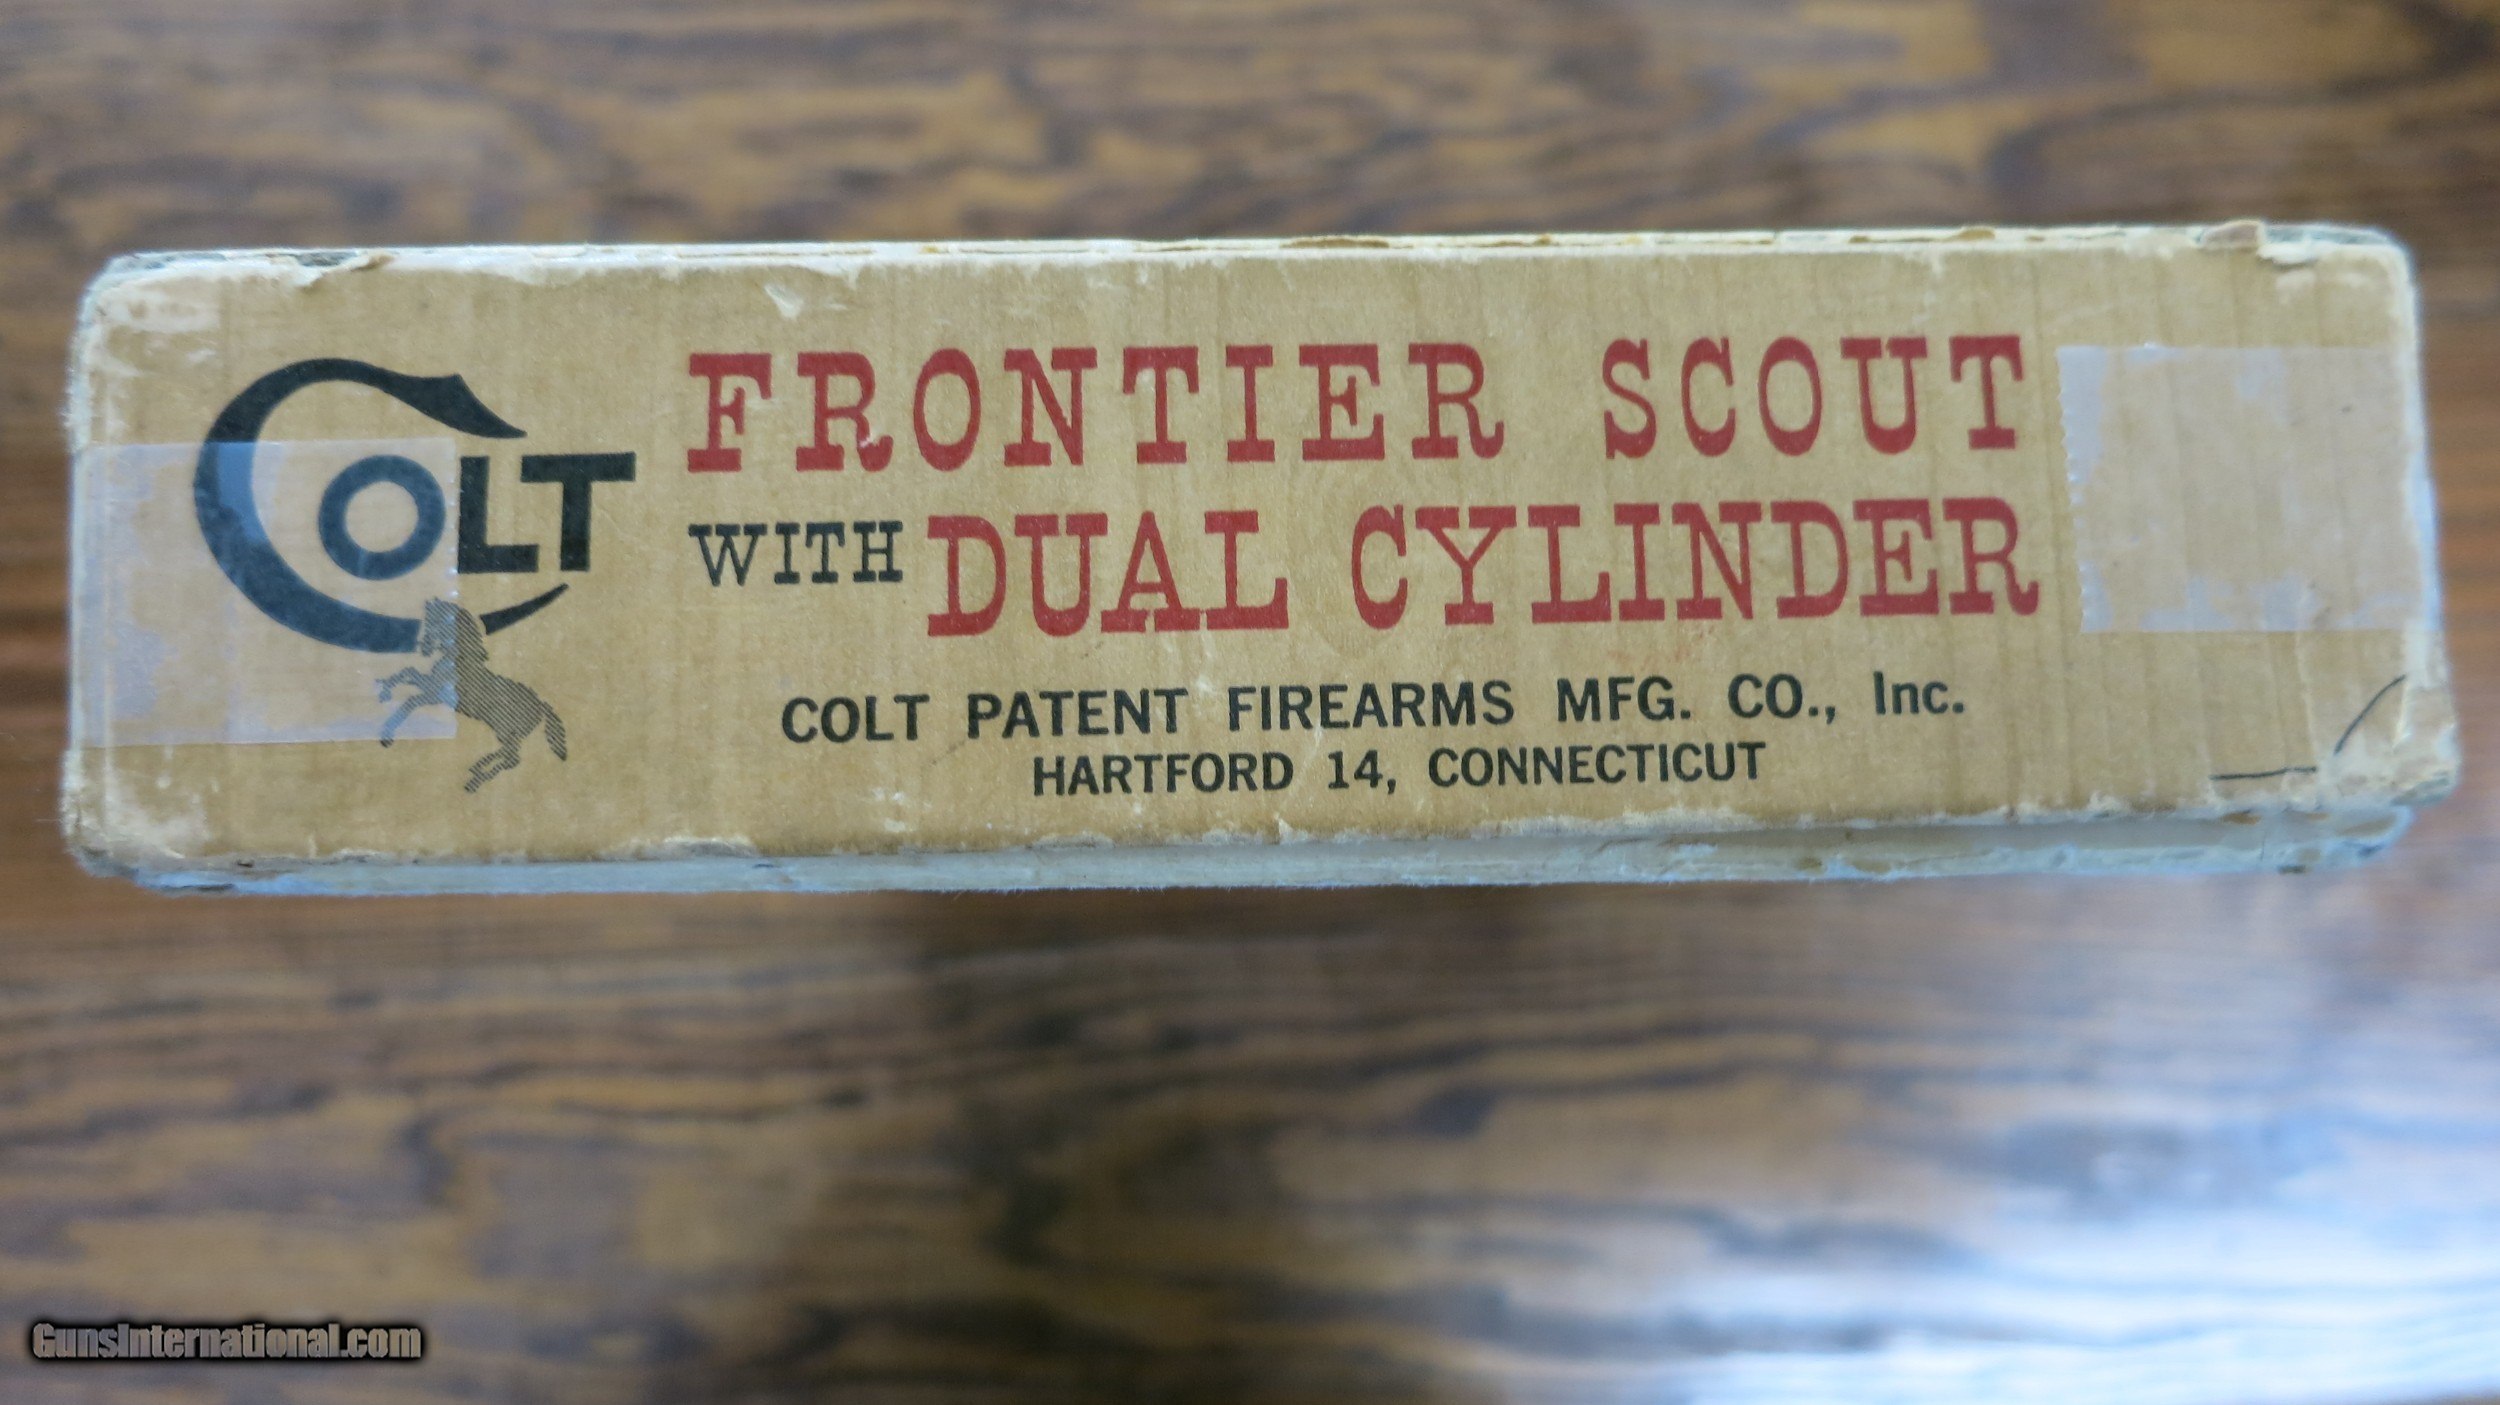 COLT
FRONTIER SCOUT
WITH DUAL CYLINDER
COLT PATENT FIREARMS MFG. CO., Inc.
HARTFORD 14, CONNECTICUT
GunsInternational.com